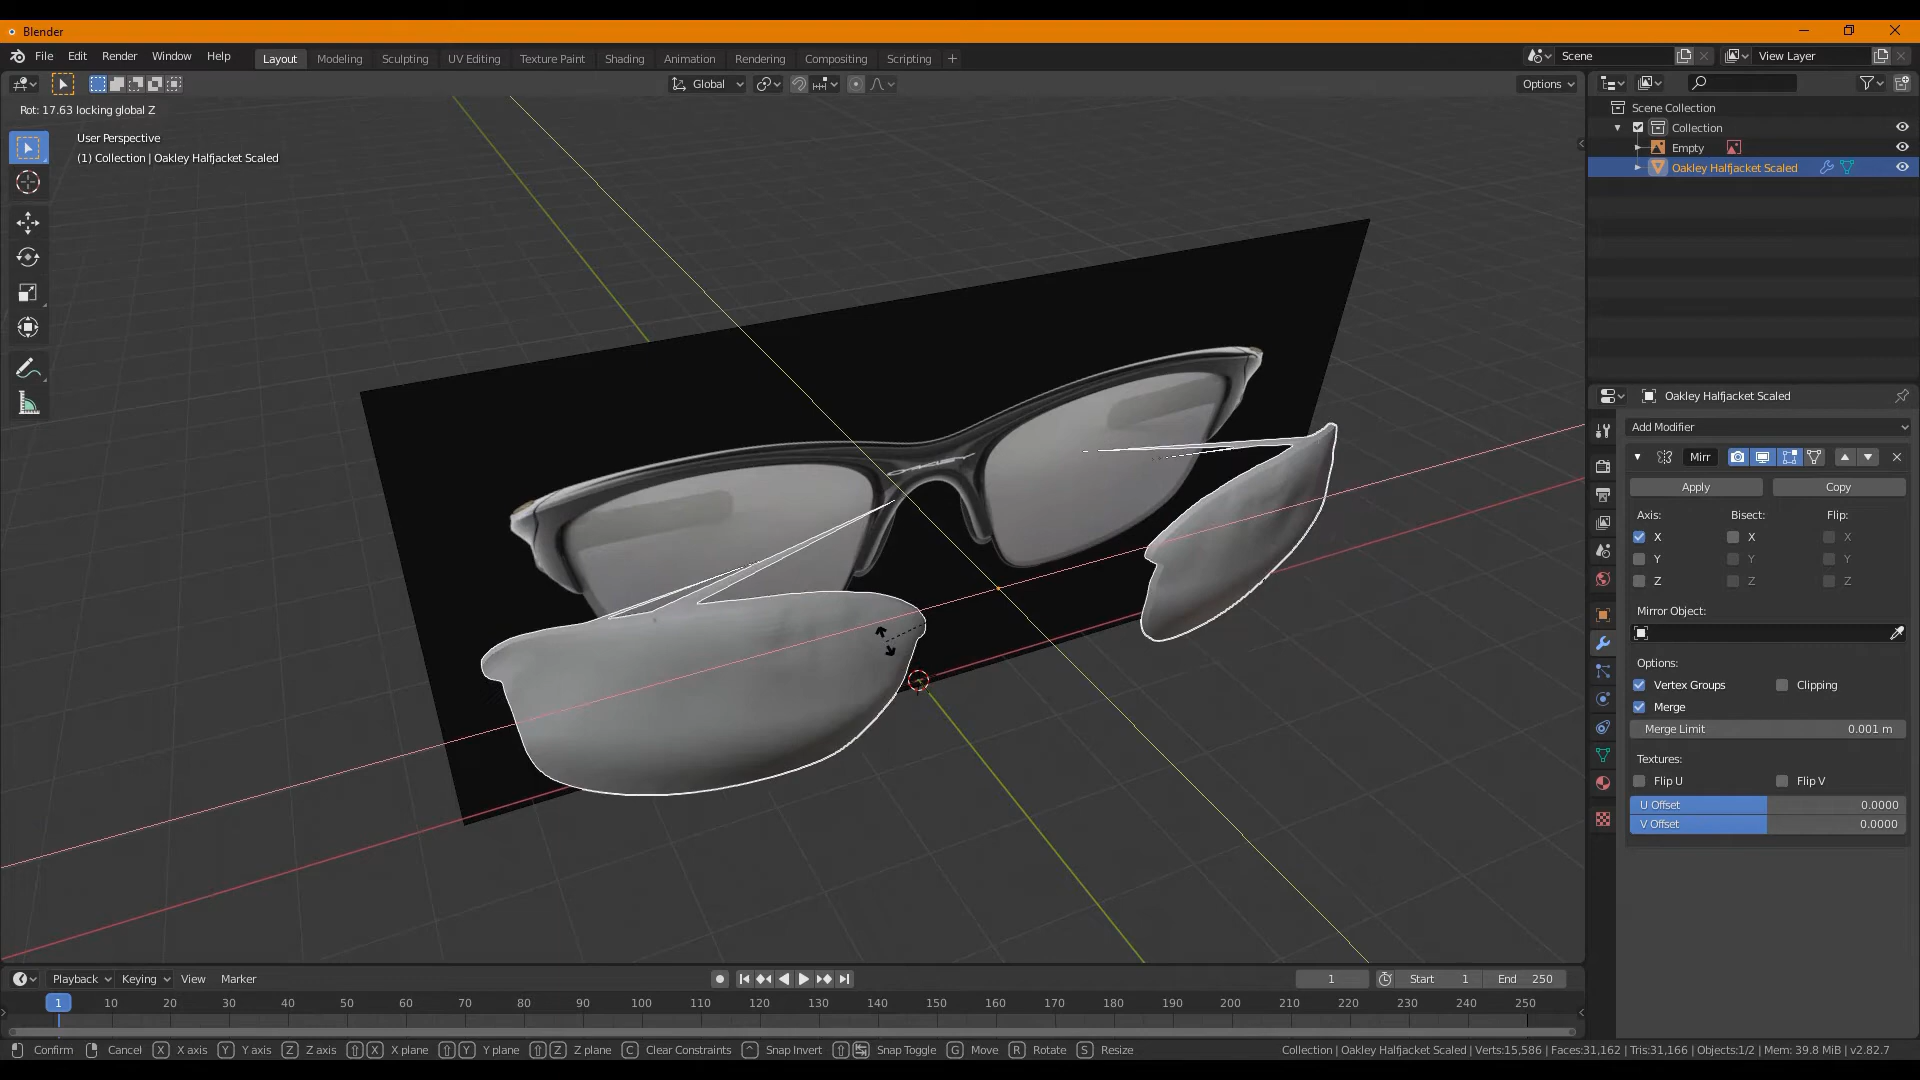 Blender
File Edit Render Window Help
Layout Modeling Sculpting UV Editing Texture Paint Shading Animation Rendering Compositing Scripting +
Scene
View Layer
Global
Options
Rot: 17.63 locking global Z
User Perspective
(1) Collection | Oakley Halfjacket Scaled
Scene Collection
Collection
Empty
Oakley Halfjacket Scaled
Oakley Halfjacket Scaled
Add Modifier
Mirr
Apply Copy
Axis: Bisect: Flip:
X X X
Y Y Y
Z Z Z
Mirror Object:
Options:
Vertex Groups Clipping
Merge
Merge Limit 0.001 m
Textures:
Flip U Flip V
U Offset 0.0000
V Offset 0.0000
Playback Keying View Marker
1 Start 1 End 250
1 10 20 30 40 50 60 70 80 90 100 110 120 130 140 150 160 170 180 190 200 210 220 230 240 250
Confirm Cancel X X axis Y Y axis Z Z axis X X plane Y Y plane Z Z plane C Clear Constraints ^ Snap Invert Snap Toggle G Move R Rotate S Resize
Collection | Oakley Halfjacket Scaled | Verts:15,586 | Faces:31,162 | Tris:31,166 | Objects:1/2 | Mem: 39.8 MiB | v2.82.7